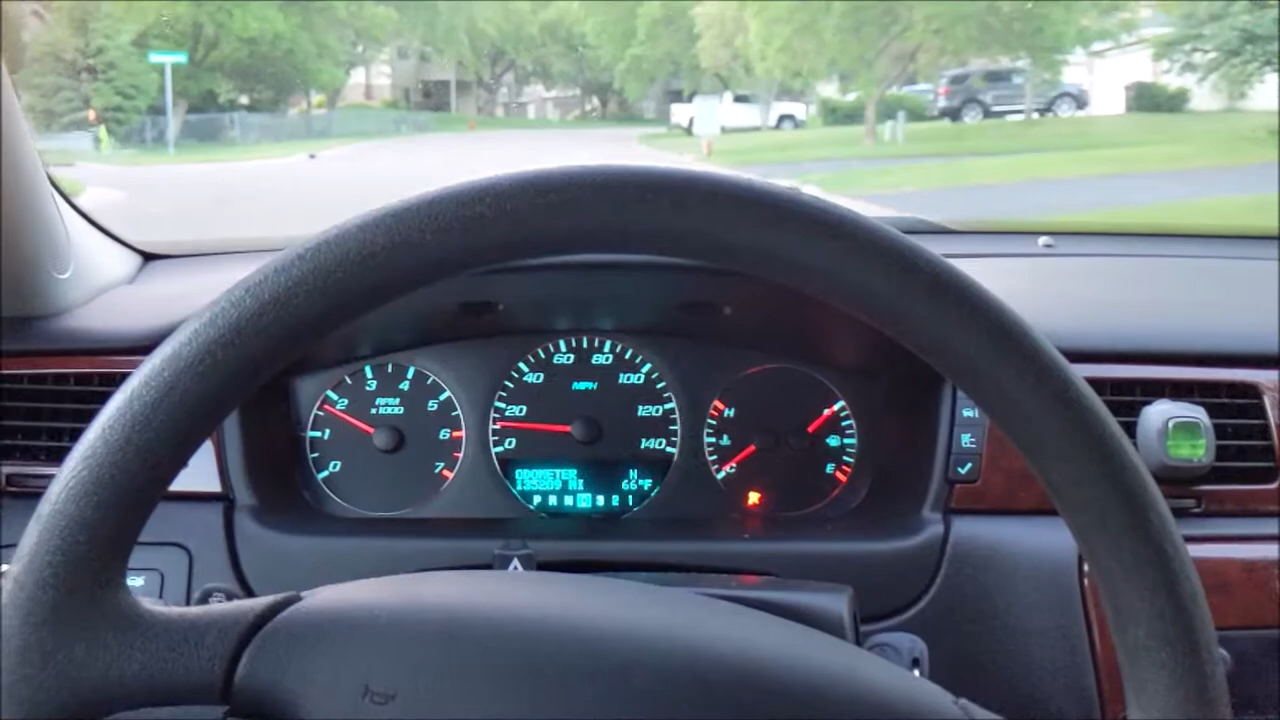 3 4
2 5
RPM
x1000
1 6
0 7
60 80
40 MPH 100
20 120
0 140
ODOMETER N
135209 MI 66°F
P R N D 3 2 1
H F
C E